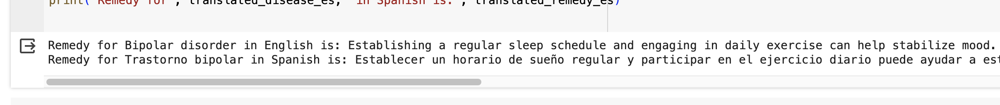 print("Remedy for", translated_disease_es, "in Spanish is:", translated_remedy_es)
Remedy for Bipolar disorder in English is: Establishing a regular sleep schedule and engaging in daily exercise can help stabilize mood.
Remedy for Trastorno bipolar in Spanish is: Establecer un horario de sueño regular y participar en el ejercicio diario puede ayudar a